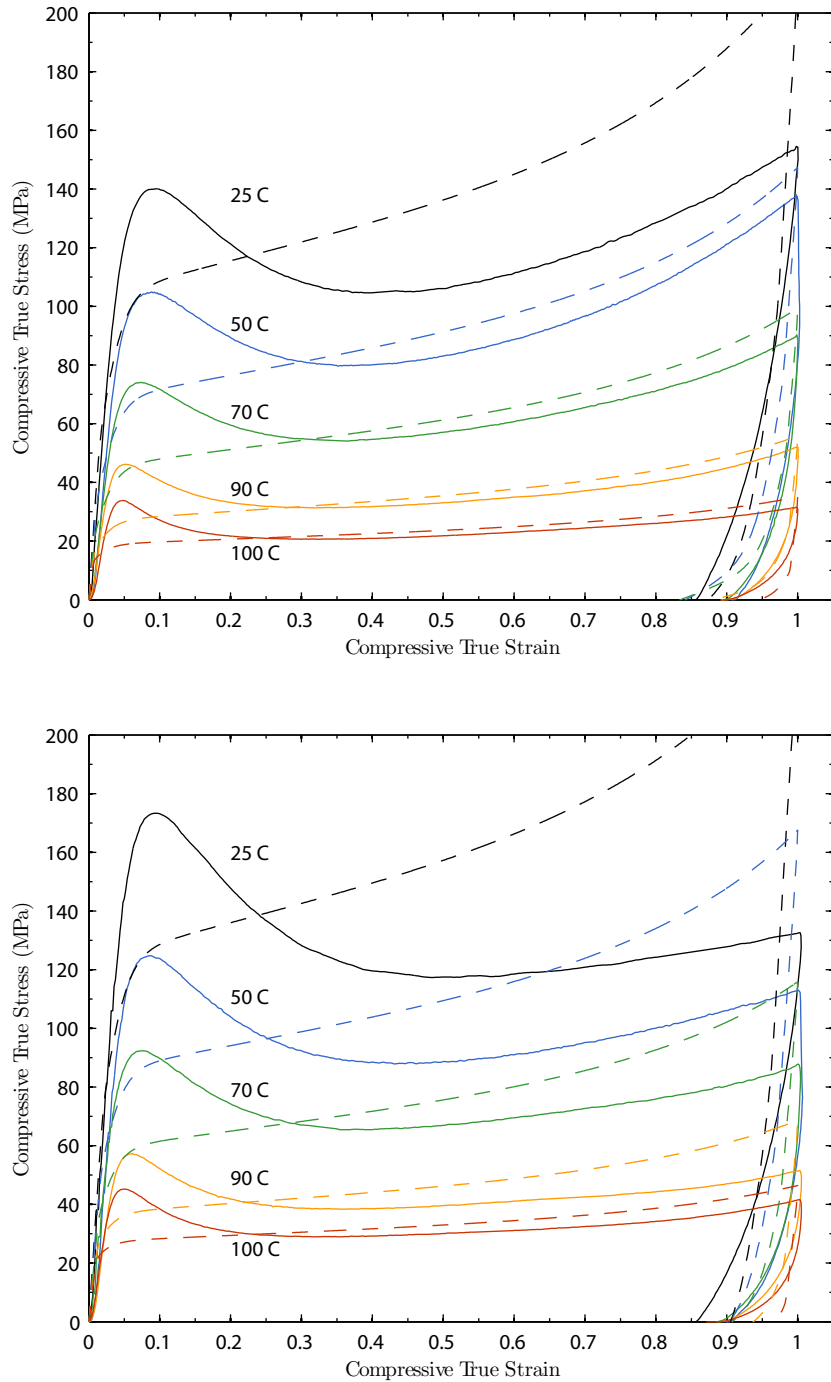 200
180
160
140
120
100
80
60
40
20
0
Compressive True Stress (MPa)
25 C
50 C
70 C
90 C
100 C
0 0.1 0.2 0.3 0.4 0.5 0.6 0.7 0.8 0.9 1
Compressive True Strain
200
180
160
140
120
100
80
60
40
20
0
Compressive True Stress (MPa)
25 C
50 C
70 C
90 C
100 C
0 0.1 0.2 0.3 0.4 0.5 0.6 0.7 0.8 0.9 1
Compressive True Strain